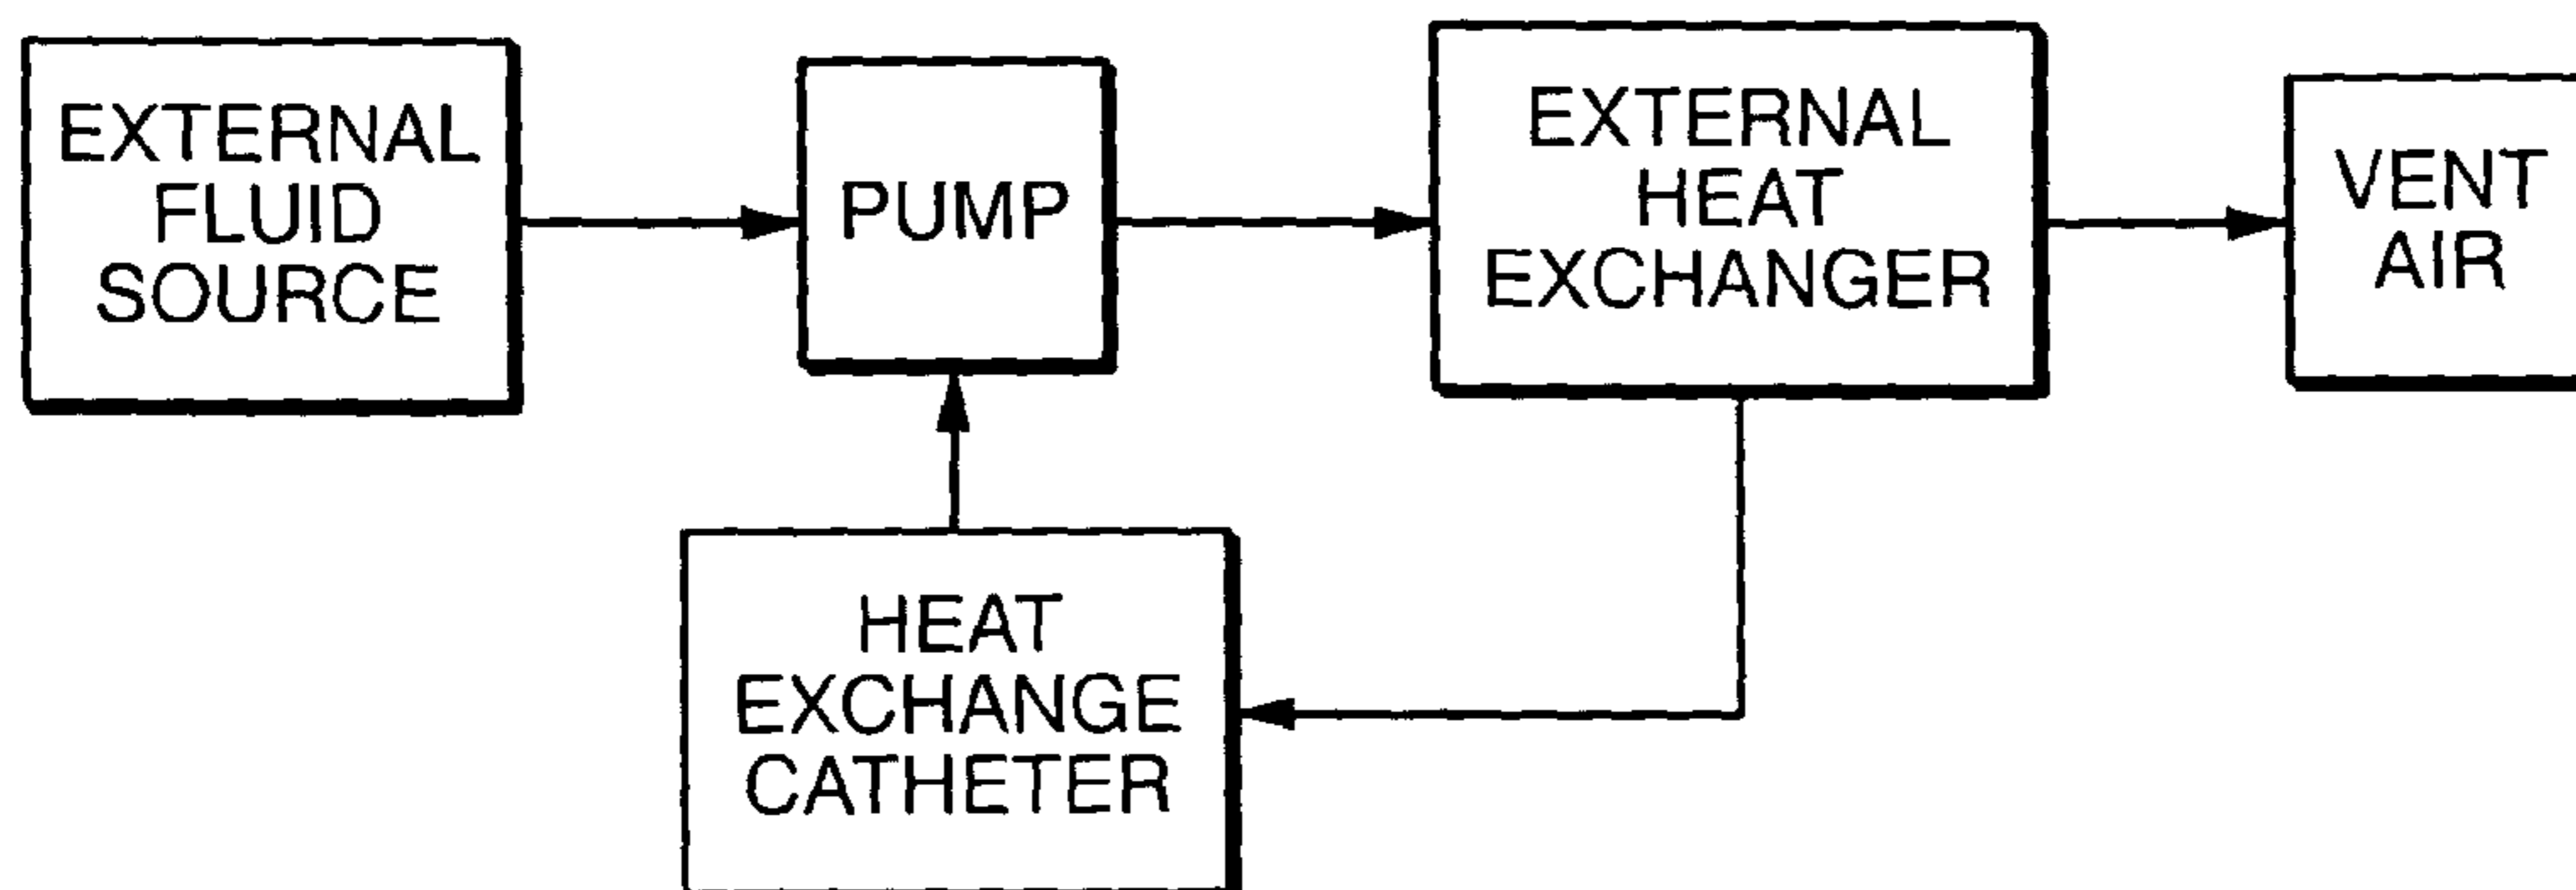 EXTERNAL
FLUID
SOURCE
PUMP
EXTERNAL
HEAT
EXCHANGER
VENT
AIR
HEAT
EXCHANGE
CATHETER